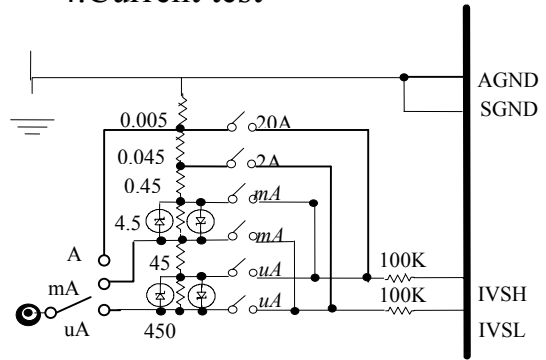 4.Current test
AGND
SGND
0.005
20A
0.045
2A
0.45
mA
4.5
mA
A
45
uA
100K
mA
IVSH
uA
100K
uA
450
IVSL